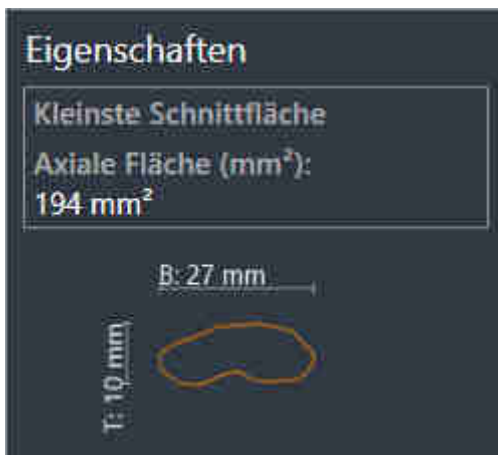 Eigenschaften
Kleinste Schnittfläche
Axiale Fläche (mm²):
194 mm²
B: 27 mm
T: 10 mm